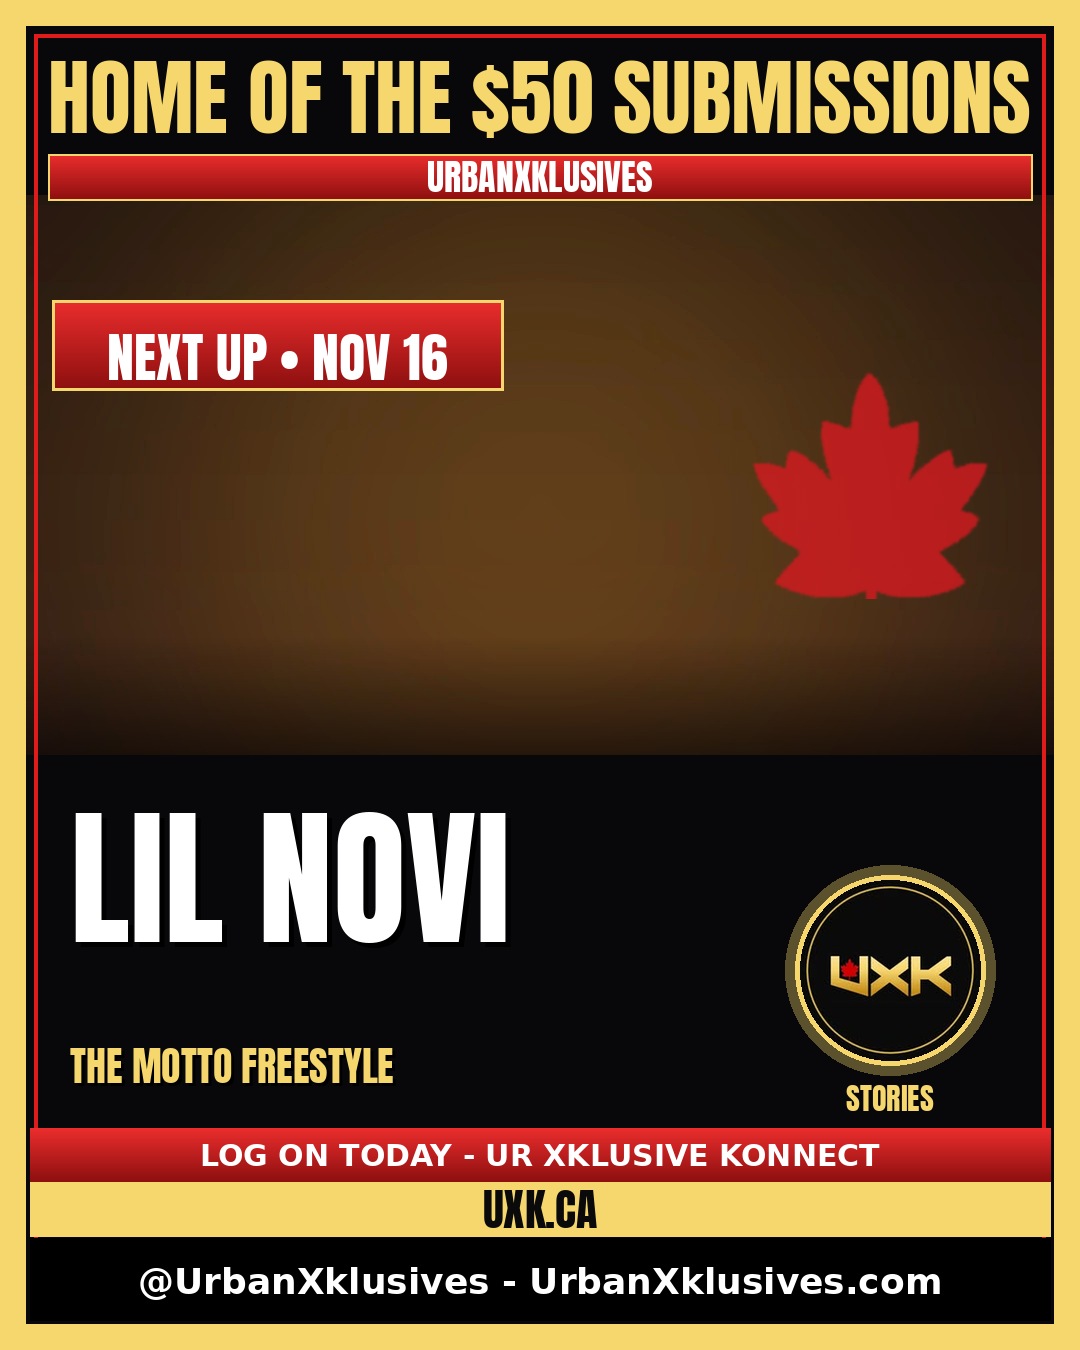 HOME OF THE $50 SUBMISSIONS
URBANXKLUSIVES
NEXT UP • NOV 16
LIL NOVI
UXK
THE MOTTO FREESTYLE
STORIES
LOG ON TODAY - UR XKLUSIVE KONNECT
UXK.CA
@UrbanXklusives - UrbanXklusives.com